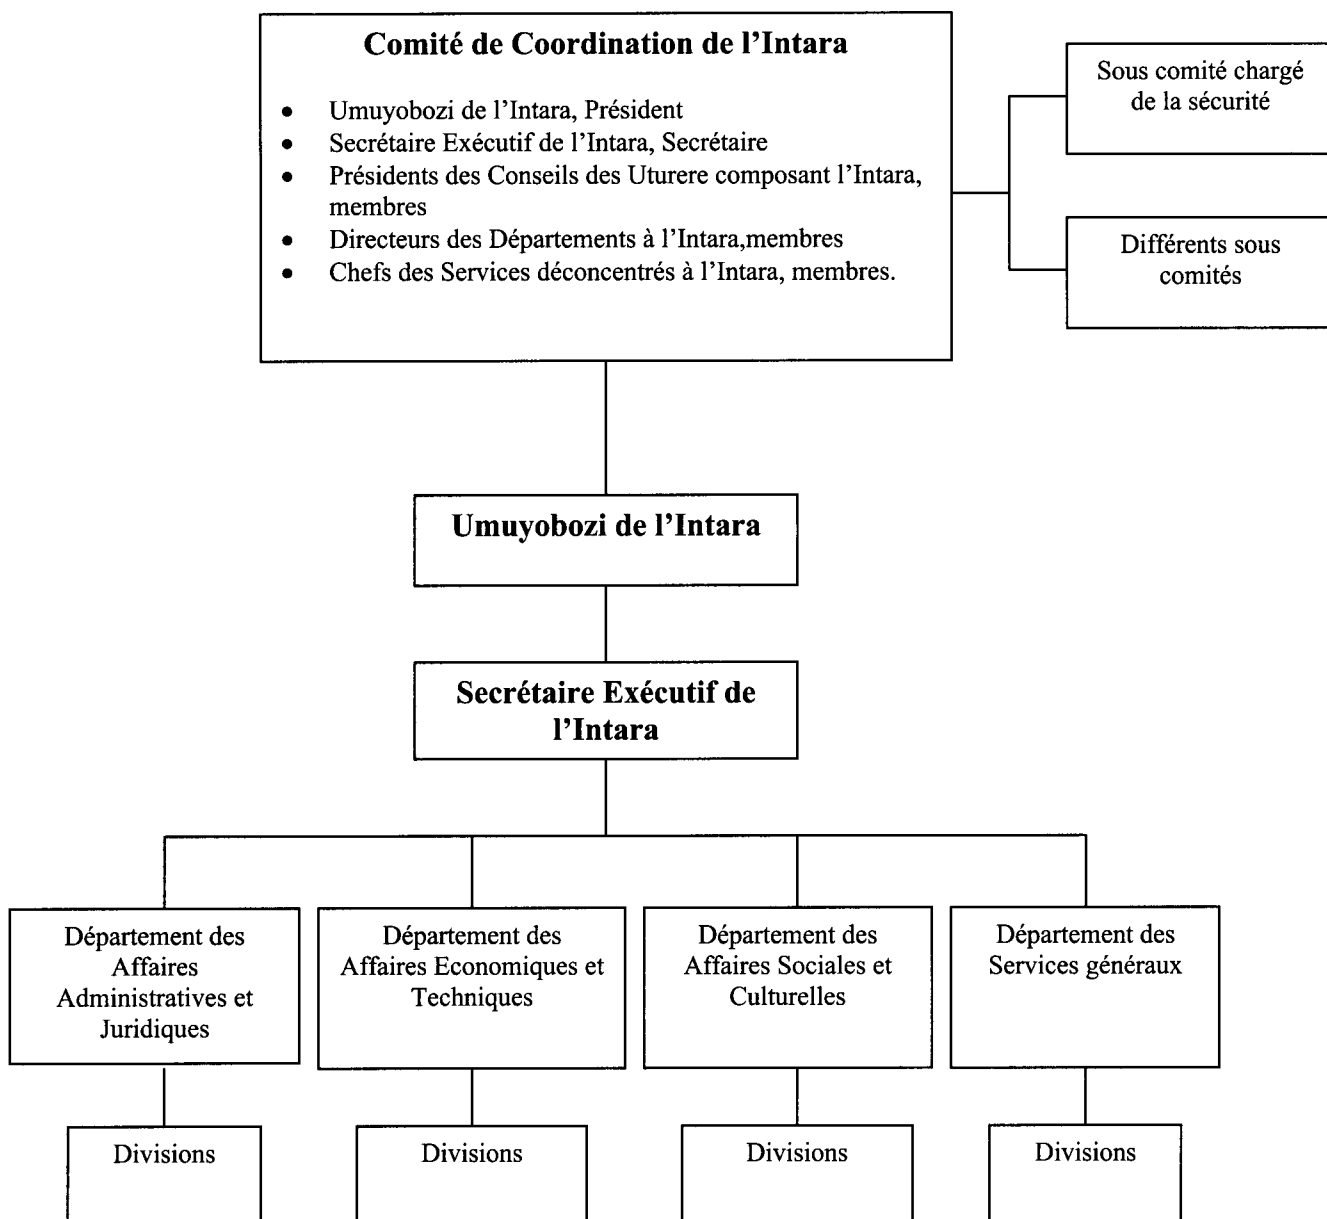 Comité de Coordination de l’Intara
• Umuyobozi de l’Intara, Président
• Secrétaire Exécutif de l’Intara, Secrétaire
• Présidents des Conseils des Uturere composant l’Intara,
membres
• Directeurs des Départements à l’Intara,membres
• Chefs des Services déconcentrés à l’Intara, membres.
Sous comité chargé
de la sécurité
Différents sous
comités
Umuyobozi de l’Intara
Secrétaire Exécutif de
l’Intara
Département des
Affaires
Administratives et
Juridiques
Département des
Affaires Economiques et
Techniques
Département des
Affaires Sociales et
Culturelles
Département des
Services généraux
Divisions
Divisions
Divisions
Divisions